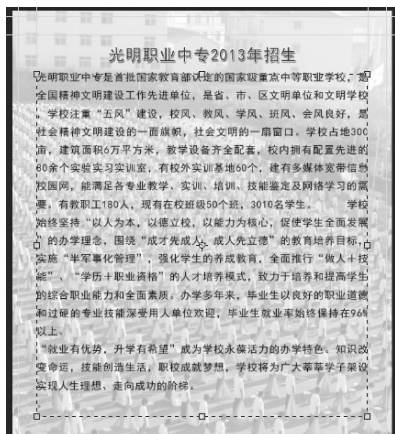 光明职业中专2013年招生
光明职业中专是首批国家教育部认定的国家级重点中等职业学校，是
全国精神文明建设工作先进单位，是省、市、区文明单位和文明学校
，学校注重“五风”建设，校风、教风、学风、班风、会风良好，是
社会精神文明建设的一面旗帜，社会文明的一扇窗口。学校占地300
亩，建筑面积6万平方米，教学设备齐全配套，校内拥有配置先进的
80余个实验实习实训室，有校外实训基地60个，建有多媒体宽带信息
校园网，能满足各专业教学、实训、培训、技能鉴定及网络学习的需
要。有教职工180人，现有在校班级50个班，3010名学生。 学校
始终坚持“以人为本，以德立校，以能力为核心，促使学生全面发展
”的办学理念，围绕“成才先成人、成人先立德”的教育培养目标，
实施“半军事化管理”，强化学生的养成教育，全面推行“做人＋技
能”、“学历＋职业资格”的人才培养模式，致力于培养和提高学生
的综合职业能力和全面素质。办学多年来，毕业生以良好的职业道德
和过硬的专业技能深受用人单位欢迎，毕业生就业率始终保持在96%
以上。
“就业有优势，升学有希望”成为学校永葆活力的办学特色。知识改
变命运，技能创造生活，职校成就梦想，学校将为广大莘莘学子架设
实现人生理想、走向成功的阶梯。